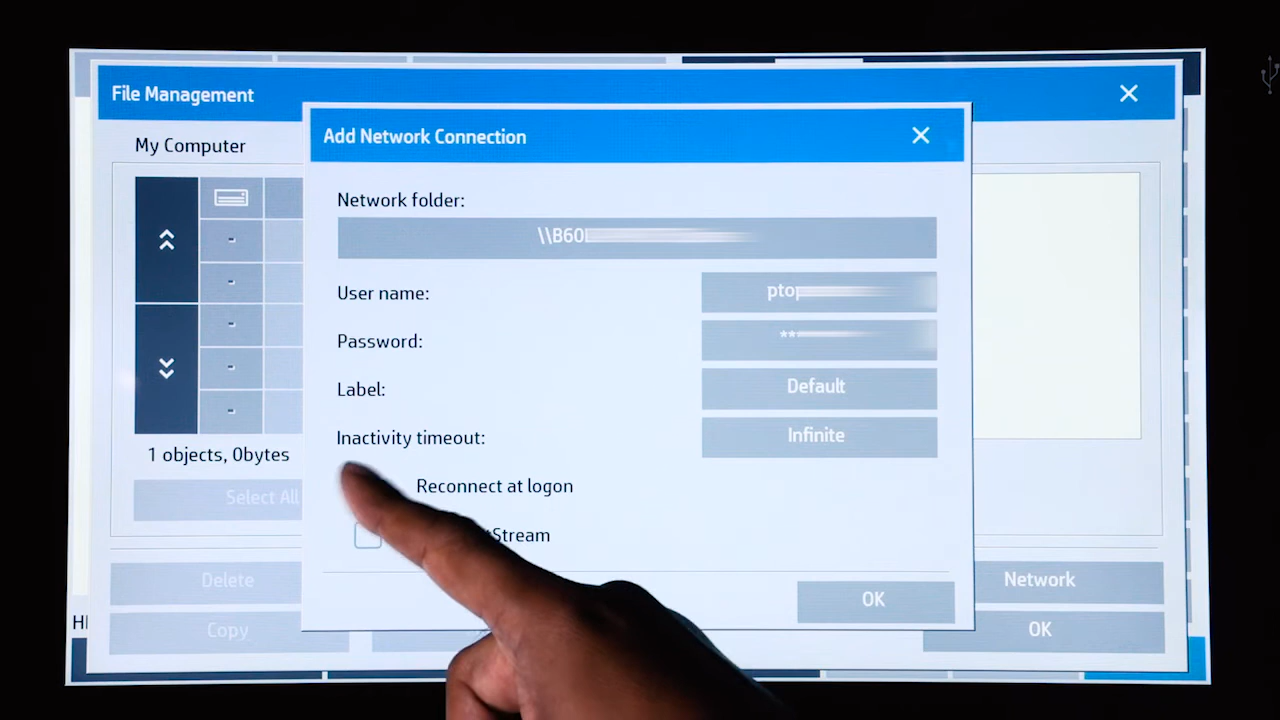 File Management
Add Network Connection
My Computer
Network folder:
\\B60
User name:
Password:
**
Label:
Default
Inactivity timeout:
Infinite
1 objects, 0bytes
Reconnect at logon
Select All
Stream
Delete
Network
OK
Copy
OK